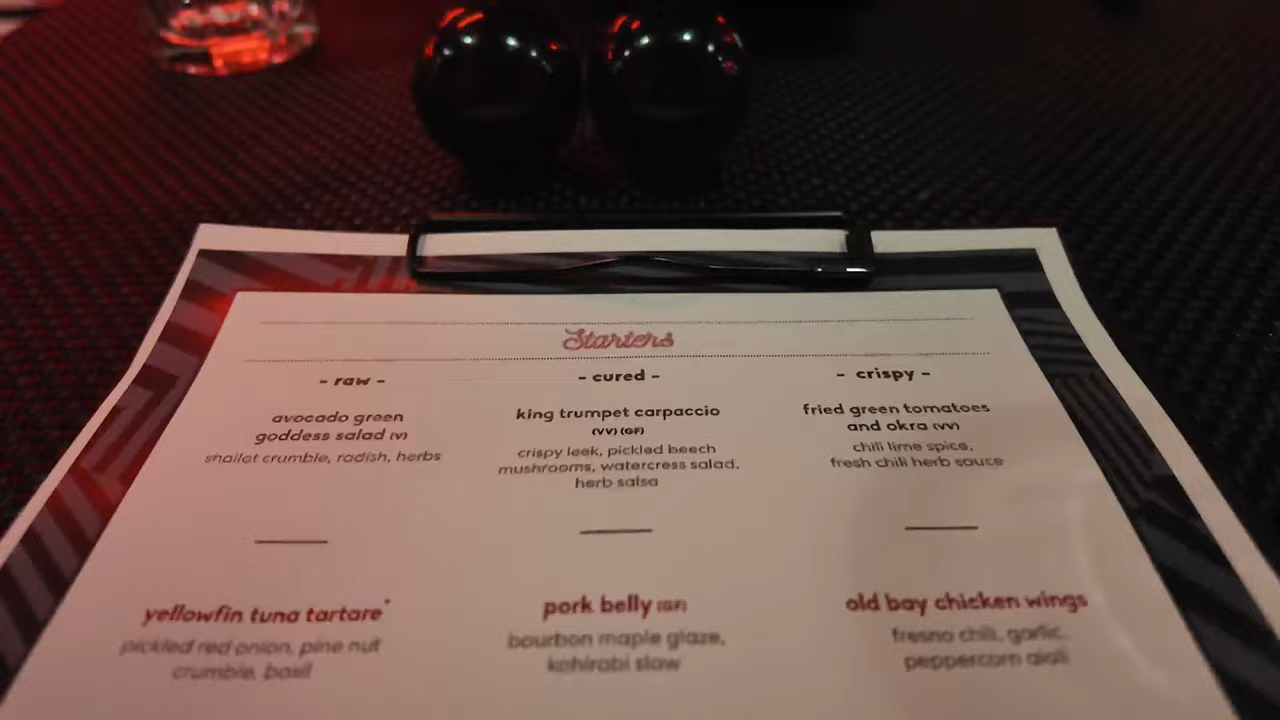 Starters
- raw -
avocado green
goddess salad (V)
shallot crumble, radish, herbs
yellowfin tuna tartare*
pickled red onion, pine nut
crumble, basil
- cured -
king trumpet carpaccio
(VV) (GF)
crispy leek, pickled beech
mushrooms, watercress salad,
herb salsa
pork belly (GF)
bourbon maple glaze,
kohlrabi slaw
- crispy -
fried green tomatoes
and okra (VV)
chili lime spice,
fresh chili herb sauce
old bay chicken wings
fresno chili, garlic,
peppercorn aioli